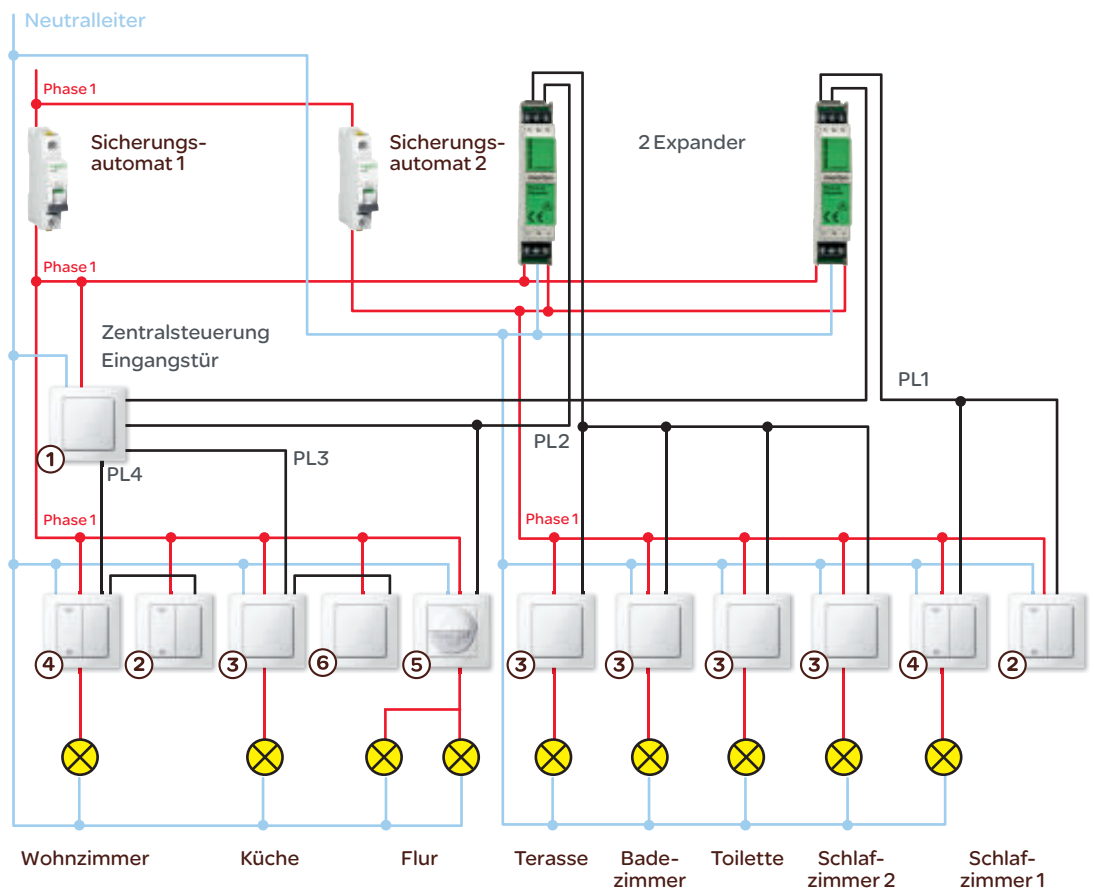 Neutralleiter
Phase 1
Sicherungs-
automat 1
Sicherungs-
automat 2
2 Expander
CE
CE
Phase 1
Zentralsteuerung
Eingangstür
PL1
PL2
1
PL4
PL3
Phase 1
Phase 1
4
2
3
6
5
3
3
3
3
4
2
Wohnzimmer
Küche
Flur
Terasse
Bade-
zimmer
Toilette
Schlaf-
zimmer 2
Schlaf-
zimmer 1